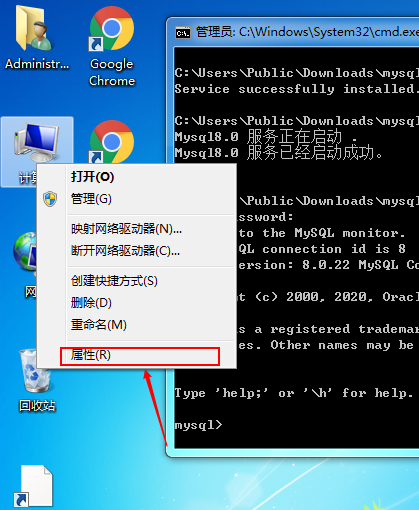 Administr...
Google
Chrome
管理员: C:\Windows\System32\cmd.exe
C:\Users\Public\Downloads\mysql
Service successfully installed.
C:\Users\Public\Downloads\mysql
Mysql8.0 服务正在启动 .
Mysql8.0 服务已经启动成功。
打开(O)
管理(G)
映射网络驱动器(N)...
断开网络驱动器(C)...
创建快捷方式(S)
删除(D)
重命名(M)
属性(R)
\Public\Downloads\mysql
assword:
to the MySQL monitor.
QL connection id is 8
ersion: 8.0.22 MySQL Co
t (c) 2000, 2020, Orac
s a registered trademar
es. Other names may be
Type 'help;' or '\h' for help.
mysql>
计算
网
回收站